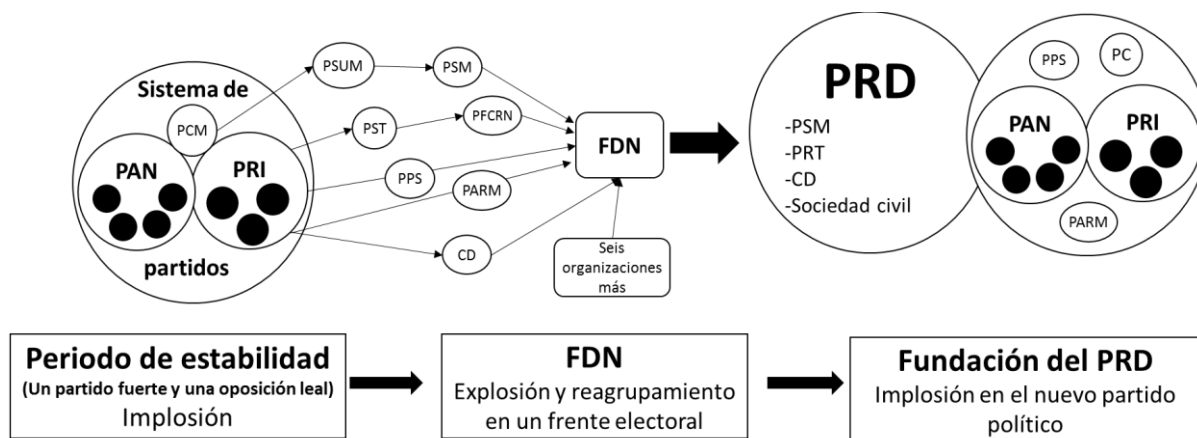 Sistema de
PCM
PAN
PRI
partidos
PSUM
PSM
PST
PFCRN
PPS
PARM
CD
FDN
Seis
organizaciones
más
PRD
-PSM
-PRT
-CD
-Sociedad civil
PPS
PC
PAN
PRI
PARM
Periodo de estabilidad
(Un partido fuerte y una oposición leal)
Implosión
FDN
Explosión y reagrupamiento
en un frente electoral
Fundación del PRD
Implosión en el nuevo partido
político